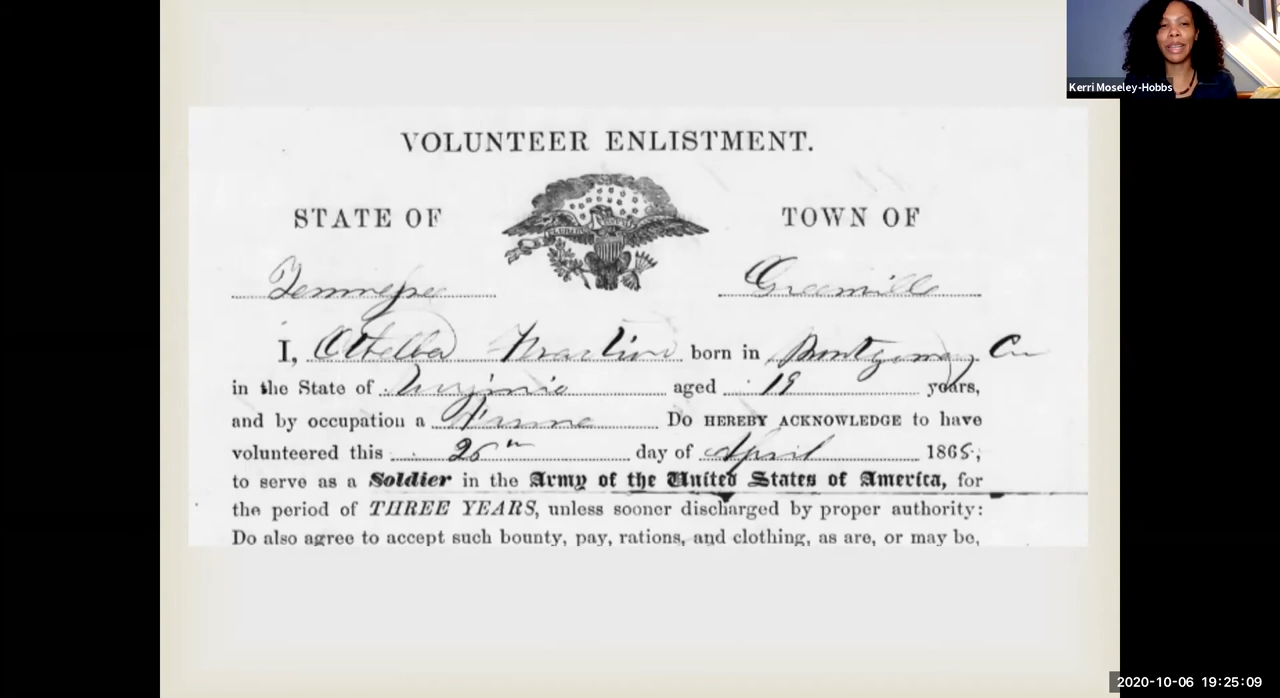 Kerri Moseley-Hobbs
VOLUNTEER ENLISTMENT.
STATE OF TOWN OF
Tennessee Greenville
I, Othello born in Montgomery Co
in the State of Virginia aged 19 years,
and by occupation a Do HEREBY ACKNOWLEDGE to have
volunteered this day of April 1865;
to serve as a Soldier in the Army of the United States of America, for
the period of THREE YEARS, unless sooner discharged by proper authority:
Do also agree to accept such bounty, pay, rations, and clothing, as are, or may be,
2020-10-06 19:25:09